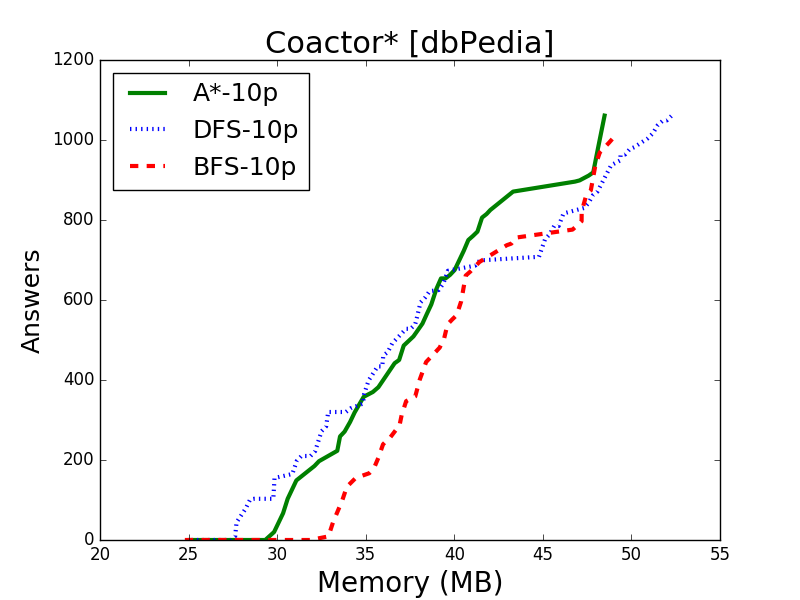 Coactor* [dbPedia]
1200
1000
800
600
400
200
0
Answers
A*-10p
DFS-10p
BFS-10p
20 25 30 35 40 45 50 55
Memory (MB)